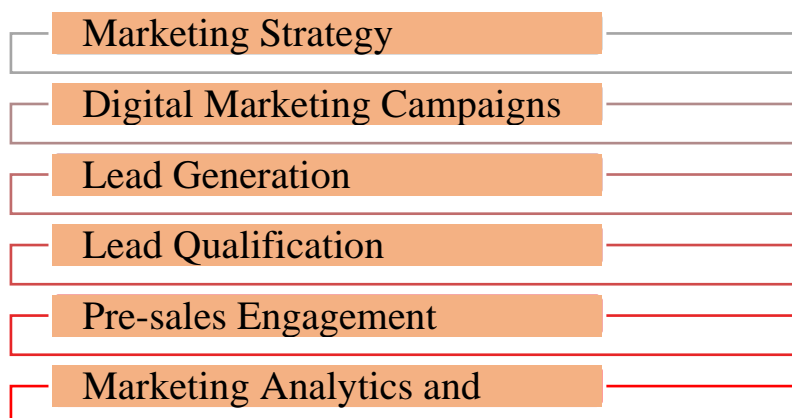 Marketing Strategy
Digital Marketing Campaigns
Lead Generation
Lead Qualification
Pre-sales Engagement
Marketing Analytics and